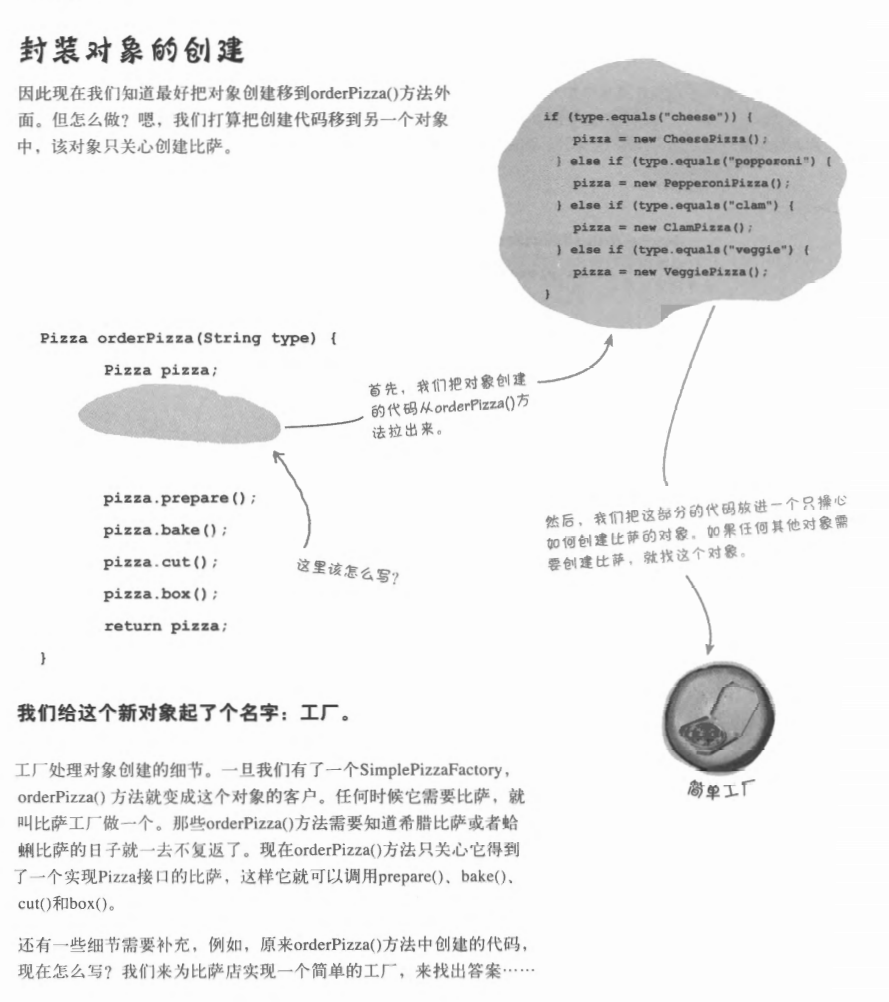 封装对象的创建
因此现在我们知道最好把对象创建移到orderPizza()方法外
面。但怎么做？嗯，我们打算把创建代码移到另一个对象
中，该对象只关心创建比萨。
if (type.equals("cheese")) {
pizza = new CheesePizza();
} else if (type.equals("popperoni") {
pizza = new PepperoniPizza();
} else if (type.equals("clam") {
pizza = new ClamPizza();
} else if (type.equals("veggie") {
pizza = new VeggiePizza();
}
Pizza orderPizza(String type) {
Pizza pizza;
首先，我们把对象创建
的代码从orderPizza()方
法拉出来。
pizza.prepare();
pizza.bake();
pizza.cut();
pizza.box();
return pizza;
}
这里该怎么写？
然后，我们把这部分的代码放进一个只操心
如何创建比萨的对象。如果任何其他对象需
要创建比萨，就找这个对象。
简单工厂
我们给这个新对象起了个名字：工厂。
工厂处理对象创建的细节。一旦我们有了一个SimplePizzaFactory，
orderPizza() 方法就变成这个对象的客户。任何时候它需要比萨，就
叫比萨工厂做一个。那些orderPizza()方法需要知道希腊比萨或者蛤
蜊比萨的日子就一去不复返了。现在orderPizza()方法只关心它得到
了一个实现Pizza接口的比萨，这样它就可以调用prepare()、bake()、
cut()和box()。
还有一些细节需要补充，例如，原来orderPizza()方法中创建的代码，
现在怎么写？我们来为比萨店实现一个简单的工厂，来找出答案……